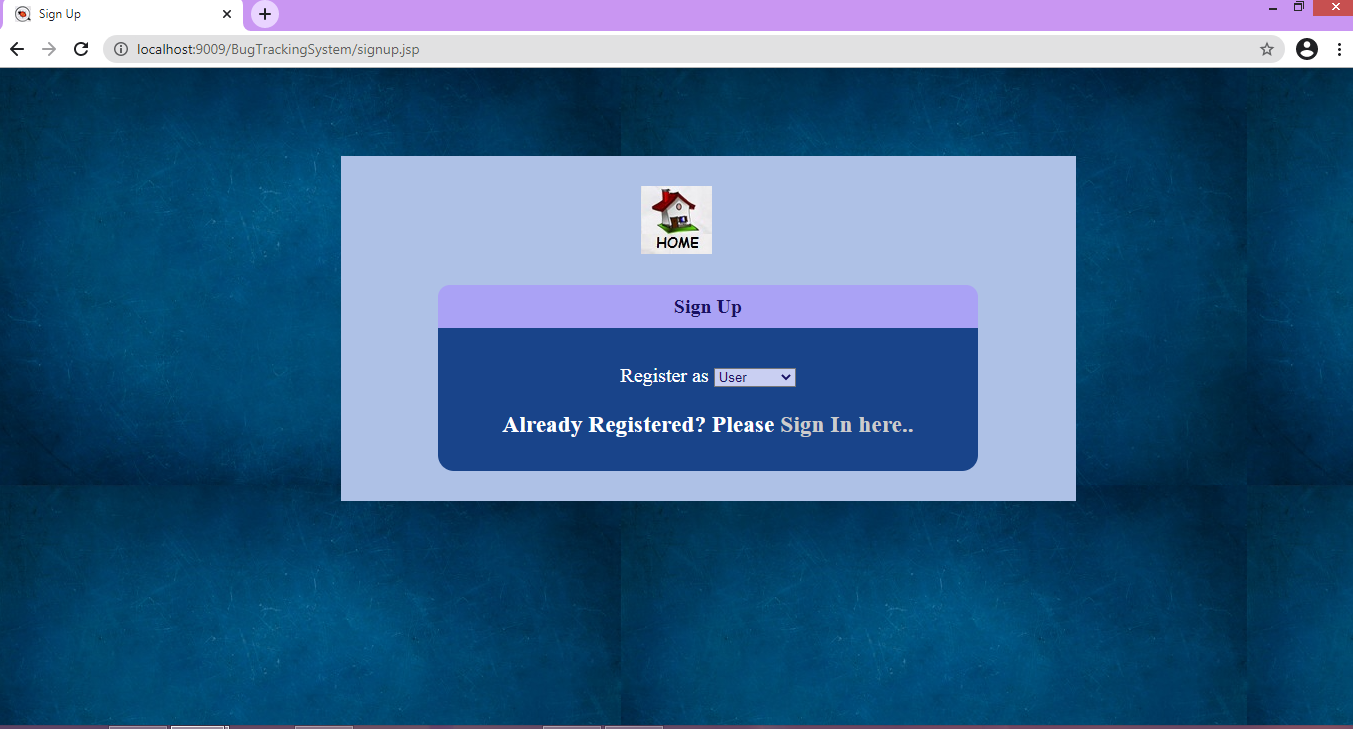 Sign Up
localhost:9009/BugTrackingSystem/signup.jsp
HOME
Sign Up
Register as User
Already Registered? Please Sign In here..